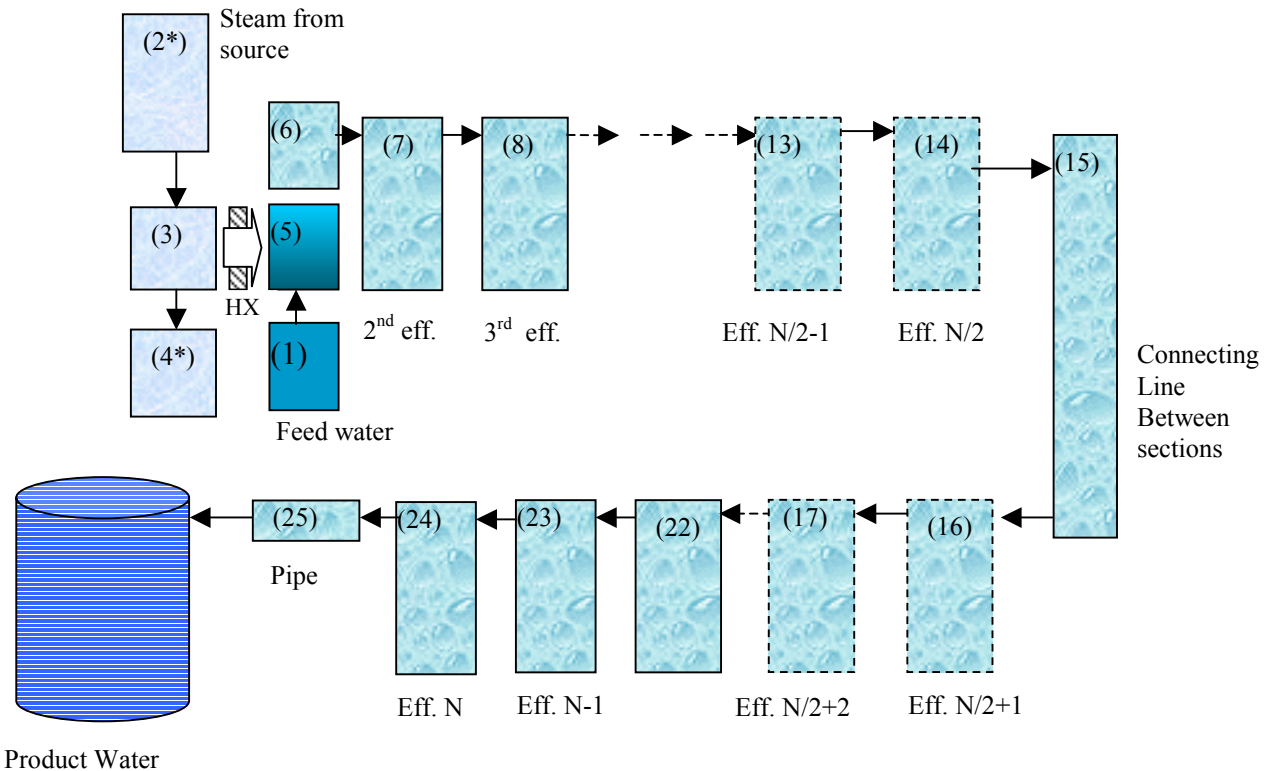 Steam from
source
(2*)
(6)
(7)
(8)
(13)
(14)
(15)
(3)
(5)
HX
2nd eff.
3rd eff.
Eff. N/2-1
Eff. N/2
(4*)
(1)
Feed water
Connecting
Line
Between
sections
(25)
(24)
(23)
(22)
(17)
(16)
Pipe
Eff. N
Eff. N-1
Eff. N/2+2
Eff. N/2+1
Product Water